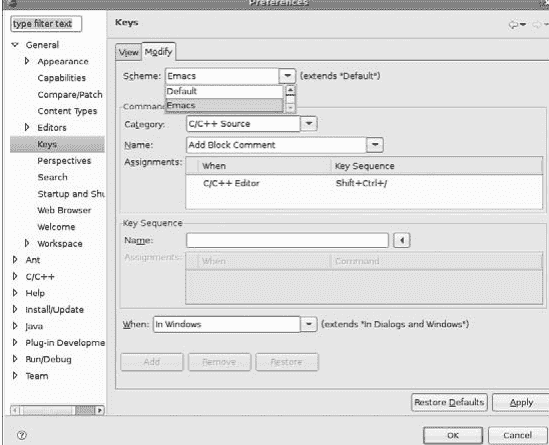 Preferences
type filter text
General
Appearance
Capabilities
Compare/Patch
Content Types
Editors
Keys
Perspectives
Search
Startup and Shu
Web Browser
Welcome
Workspace
Ant
C/C++
Help
Install/Update
Java
Plug-in Developme
Run/Debug
Team
Keys
View
Modify
Scheme: Emacs (extends "Default")
Default
Emacs
Comman
Category: C/C++ Source
Name: Add Block Comment
Assignments: When Key Sequence
C/C++ Editor Shift+Ctrl+/
Key Sequence
Name:
Assignments: When Command
When: In Windows (extends "In Dialogs and Windows")
Add Remove Restore
Restore Defaults Apply
OK Cancel